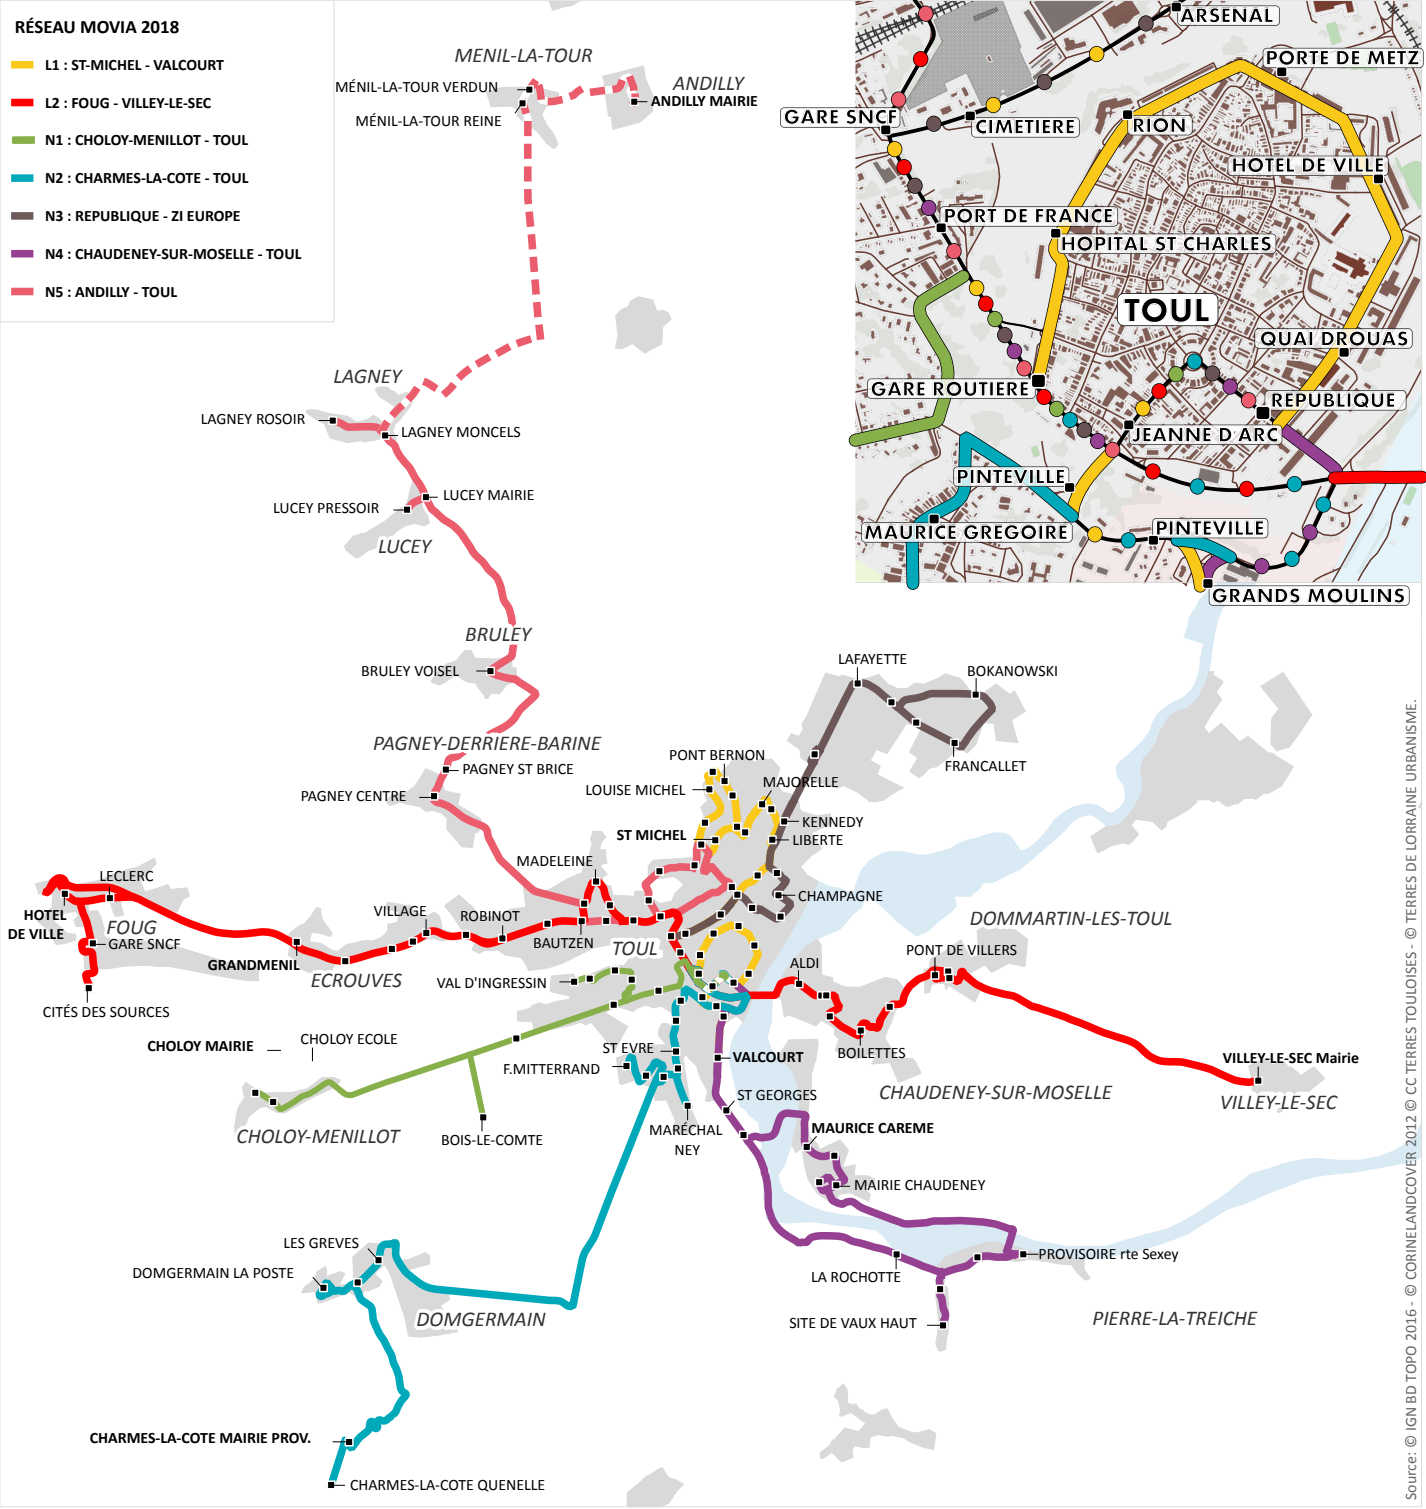 RÉSEAU MOVIA 2018
L1 : ST-MICHEL - VALCOURT
L2 : FOUG - VILLEY-LE-SEC
N1 : CHOLOY-MENILLOT - TOUL
N2 : CHARMES-LA-COTE - TOUL
N3 : REPUBLIQUE - ZI EUROPE
N4 : CHAUDENEY-SUR-MOSELLE - TOUL
N5 : ANDILLY - TOUL
MENIL-LA-TOUR
MÉNIL-LA-TOUR VERDUN
ANDILLY
ANDILLY MAIRIE
MÉNIL-LA-TOUR REINE
ARSENAL
PORTE DE METZ
GARE SNCF
CIMETIERE
RION
HOTEL DE VILLE
PORT DE FRANCE
HOPITAL ST CHARLES
TOUL
QUAI DROUAS
GARE ROUTIERE
REPUBLIQUE
JEANNE D ARC
PINTEVILLE
MAURICE GREGOIRE
PINTEVILLE
GRANDS MOULINS
LAGNEY
LAGNEY ROSOIR
LAGNEY MONCELS
LUCEY MAIRIE
LUCEY PRESSOIR
LUCEY
BRULEY
BRULEY VOISEL
PAGNEY-DERRIERE-BARINE
PAGNEY ST BRICE
PAGNEY CENTRE
LAFAYETTE
BOKANOWSKI
FRANCALLET
PONT BERNON
LOUISE MICHEL
MAJORELLE
KENNEDY
ST MICHEL
LIBERTE
MADELEINE
CHAMPAGNE
LECLERC
HOTEL
DE VILLE
FOUG
GARE SNCF
VILLAGE
ROBINOT
BAUTZEN
TOUL
GRANDMENIL
ECROUVES
VAL D'INGRESSIN
CITÉS DES SOURCES
DOMMARTIN-LES-TOUL
PONT DE VILLERS
ALDI
BOILETTES
CHOLOY MAIRIE
CHOLOY ECOLE
ST EVRE
F.MITTERRAND
VALCOURT
VILLEY-LE-SEC Mairie
VILLEY-LE-SEC
CHAUDENEY-SUR-MOSELLE
ST GEORGES
CHOLOY-MENILLOT
BOIS-LE-COMTE
MARÉCHAL
NEY
MAURICE CAREME
MAIRIE CHAUDENEY
LES GREVES
DOMGERMAIN LA POSTE
DOMGERMAIN
PROVISOIRE rte Sexey
LA ROCHOTTE
SITE DE VAUX HAUT
PIERRE-LA-TREICHE
CHARMES-LA-COTE MAIRIE PROV.
CHARMES-LA-COTE QUENELLE
Source: © IGN BD TOPO 2016 - © CORINELANDCOVER 2012 © CC TERRES TOULOISES - © TERRES DE LORRAINE URBANISME.